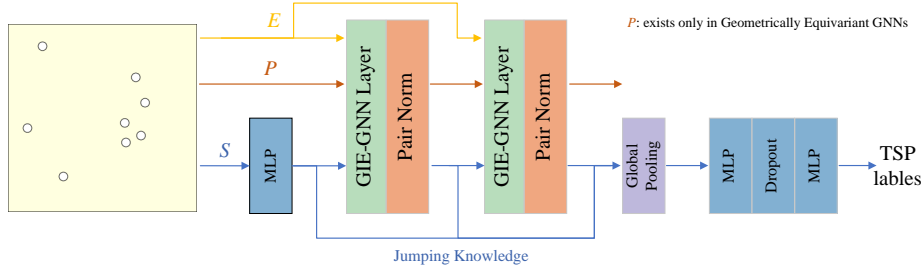 E
P: exists only in Geometrically Equivariant GNNs
P
S
MLP
GIE-GNN Layer
Pair Norm
GIE-GNN Layer
Pair Norm
Global
Pooling
MLP
Dropout
MLP
TSP
lables
Jumping Knowledge